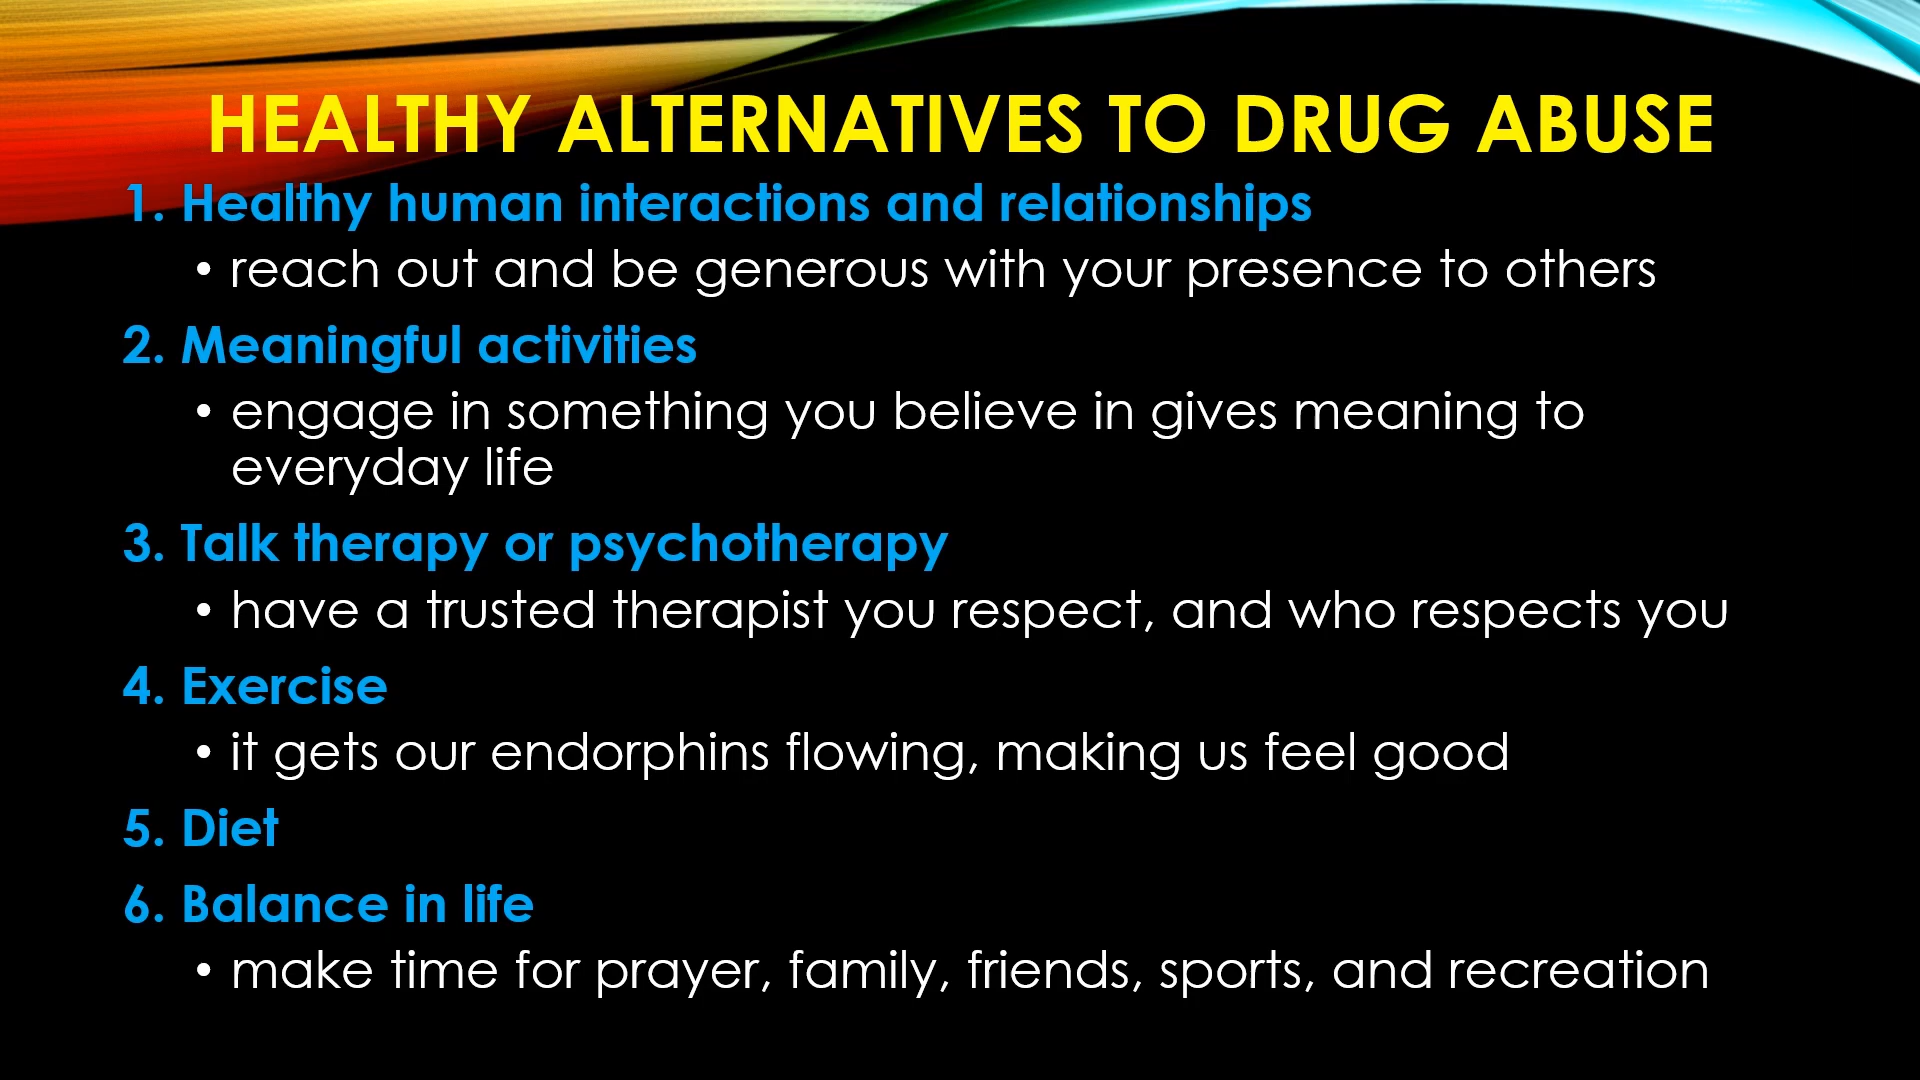 HEALTHY ALTERNATIVES TO DRUG ABUSE
1. Healthy human interactions and relationships
• reach out and be generous with your presence to others
2. Meaningful activities
• engage in something you believe in gives meaning to
everyday life
3. Talk therapy or psychotherapy
• have a trusted therapist you respect, and who respects you
4. Exercise
• it gets our endorphins flowing, making us feel good
5. Diet
6. Balance in life
• make time for prayer, family, friends, sports, and recreation